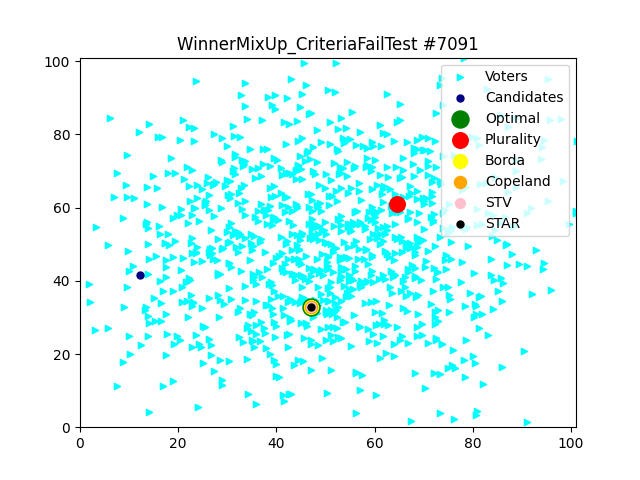 WinnerMixUp_CriteriaFailTest #7091
Voters
Candidates
Optimal
Plurality
Borda
Copeland
STV
STAR
100
80
60
40
20
0
0 20 40 60 80 100